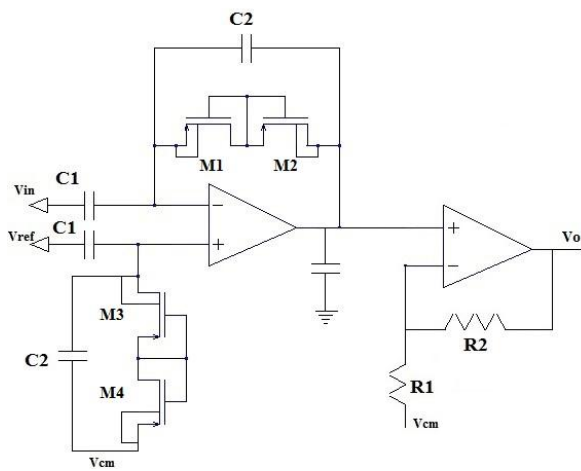 C2
M1
M2
C1
Vin
Vref
C1
−
+
+
−
Vo
M3
C2
M4
R2
R1
Vcm
Vcm